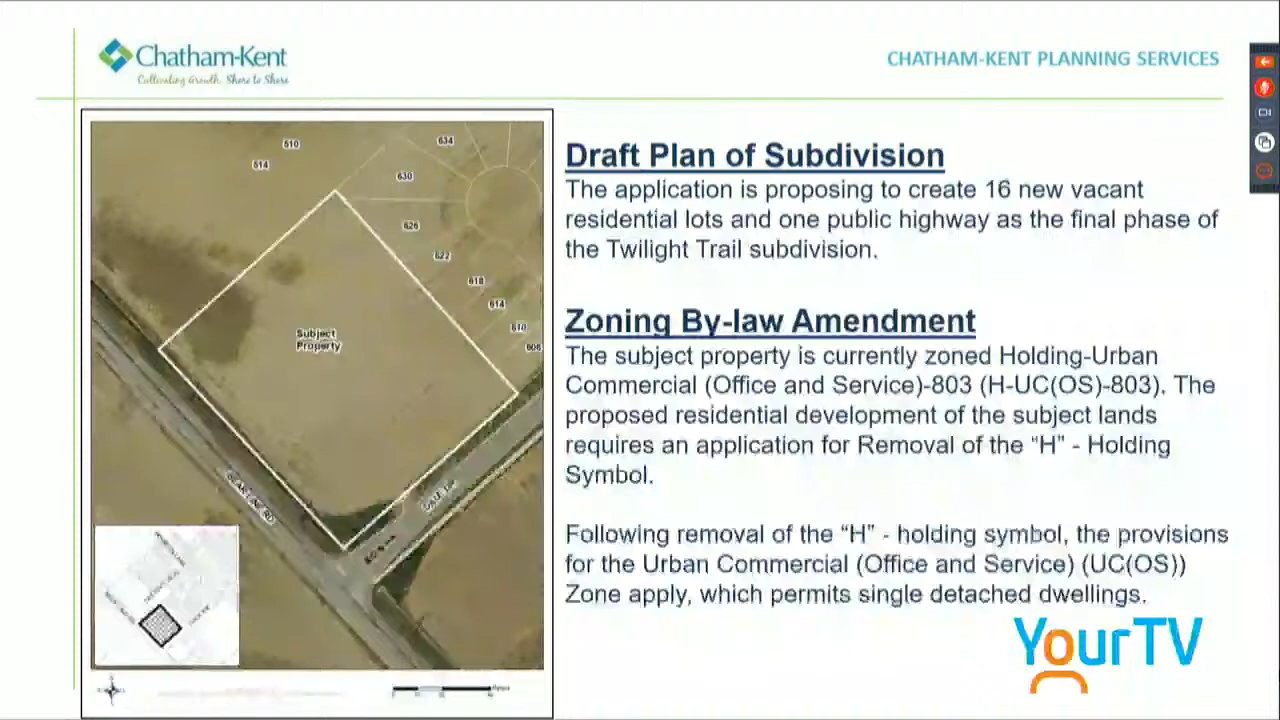 Chatham-Kent
Cultivating Growth, Shore to Shore
CHATHAM-KENT PLANNING SERVICES
510
514
634
630
626
622
618
614
610
606
Subject
Property
BEAR LINE RD
Draft Plan of Subdivision
The application is proposing to create 16 new vacant
residential lots and one public highway as the final phase of
the Twilight Trail subdivision.
Zoning By-law Amendment
The subject property is currently zoned Holding-Urban
Commercial (Office and Service)-803 (H-UC(OS)-803). The
proposed residential development of the subject lands
requires an application for Removal of the “H” - Holding
Symbol.
Following removal of the “H” - holding symbol, the provisions
for the Urban Commercial (Office and Service) (UC(OS))
Zone apply, which permits single detached dwellings.
YourTV